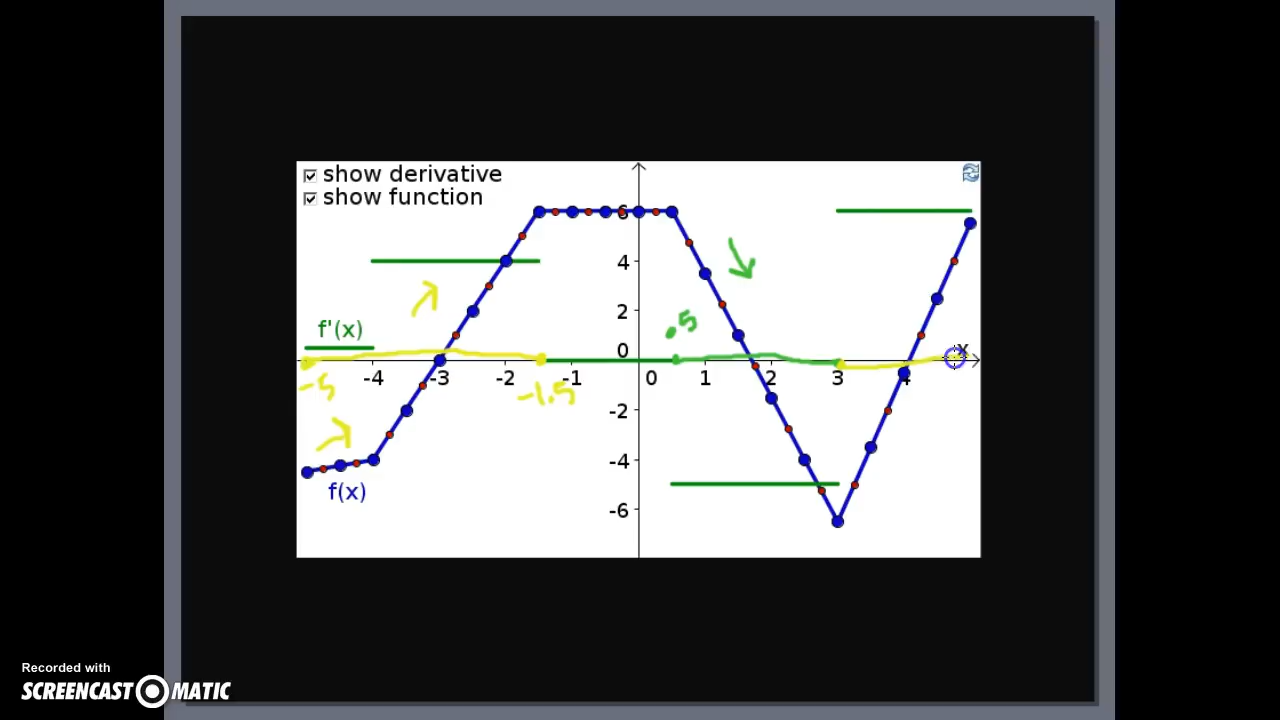 show derivative
show function
6
4
2
0
-2
-4
-6
-4 -3 -2 -1 0 1 2 3 4
x
f'(x)
f(x)
-5
-1.5
.5
Recorded with
SCREENCAST MATIC